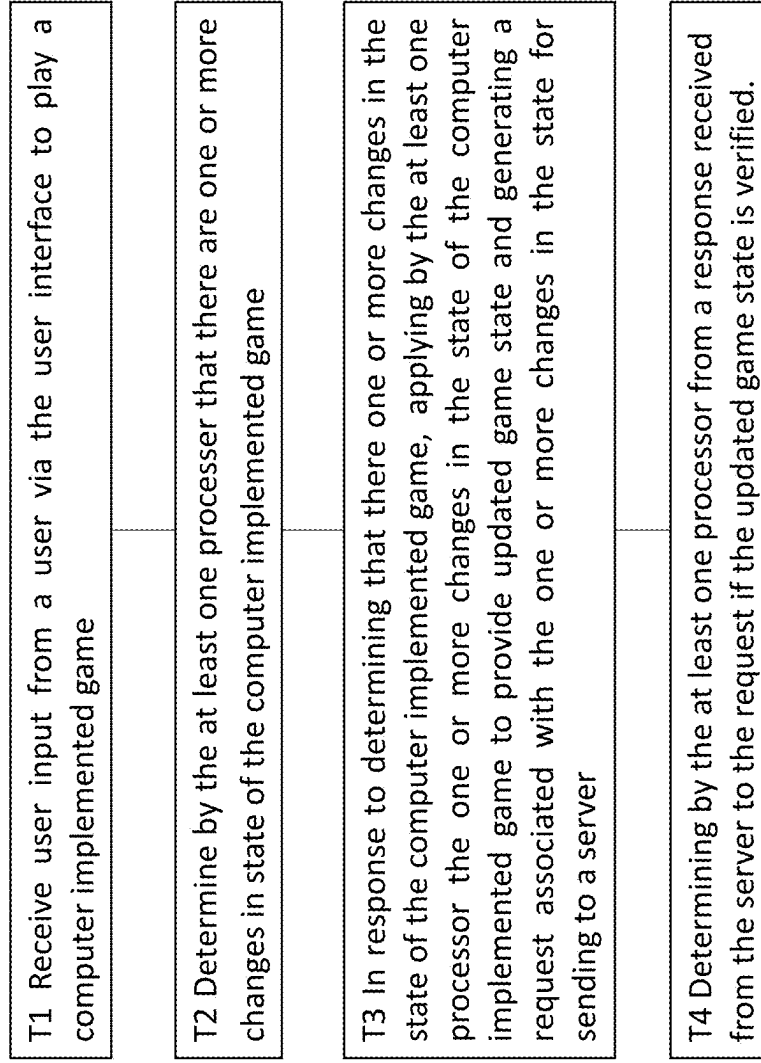 T1 Receive user input from a user via the user interface to play a
computer implemented game
T2 Determine by the at least one processer that there are one or more
changes in state of the computer implemented game
T3 In response to determining that there one or more changes in the
state of the computer implemented game, applying by the at least one
processor the one or more changes in the state of the computer
implemented game to provide updated game state and generating a
request associated with the one or more changes in the state for
sending to a server
T4 Determining by the at least one processor from a response received
from the server to the request if the updated game state is verified.